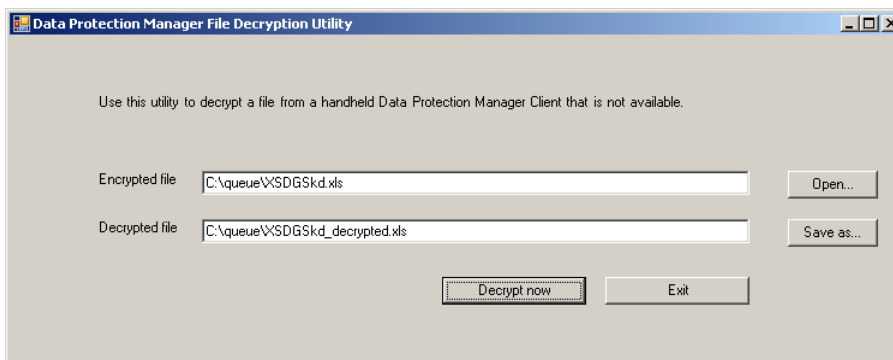 Data Protection Manager File Decryption Utility
Use this utility to decrypt a file from a handheld Data Protection Manager Client that is not available.
Encrypted file C:\queue\XSDGSkd.xls Open...
Decrypted file C:\queue\XSDGSkd_decrypted.xls Save as...
Decrypt now Exit